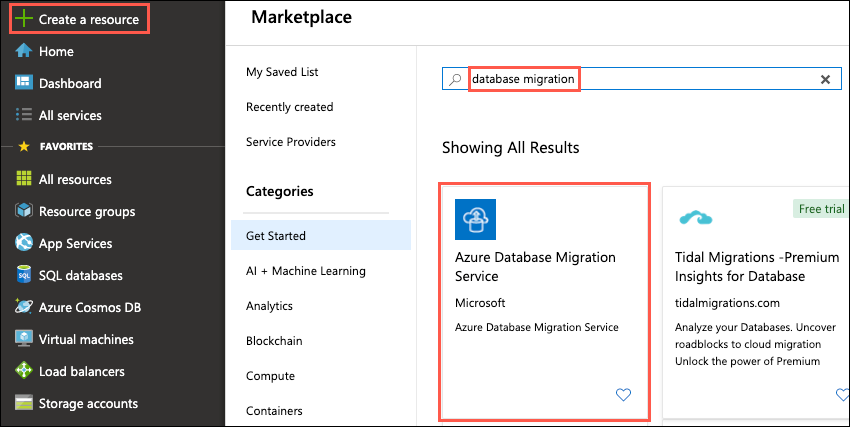 Create a resource
Home
Dashboard
All services
FAVORITES
All resources
Resource groups
App Services
SQL databases
Azure Cosmos DB
Virtual machines
Load balancers
Storage accounts
Marketplace
My Saved List
Recently created
Service Providers
Categories
Get Started
AI + Machine Learning
Analytics
Blockchain
Compute
Containers
database migration
Showing All Results
Azure Database Migration
Service
Microsoft
Azure Database Migration Service
Free trial
Tidal Migrations -Premium
Insights for Database
tidalmigrations.com
Analyze your Databases. Uncover
roadblocks to cloud migration
Unlock the power of Premium